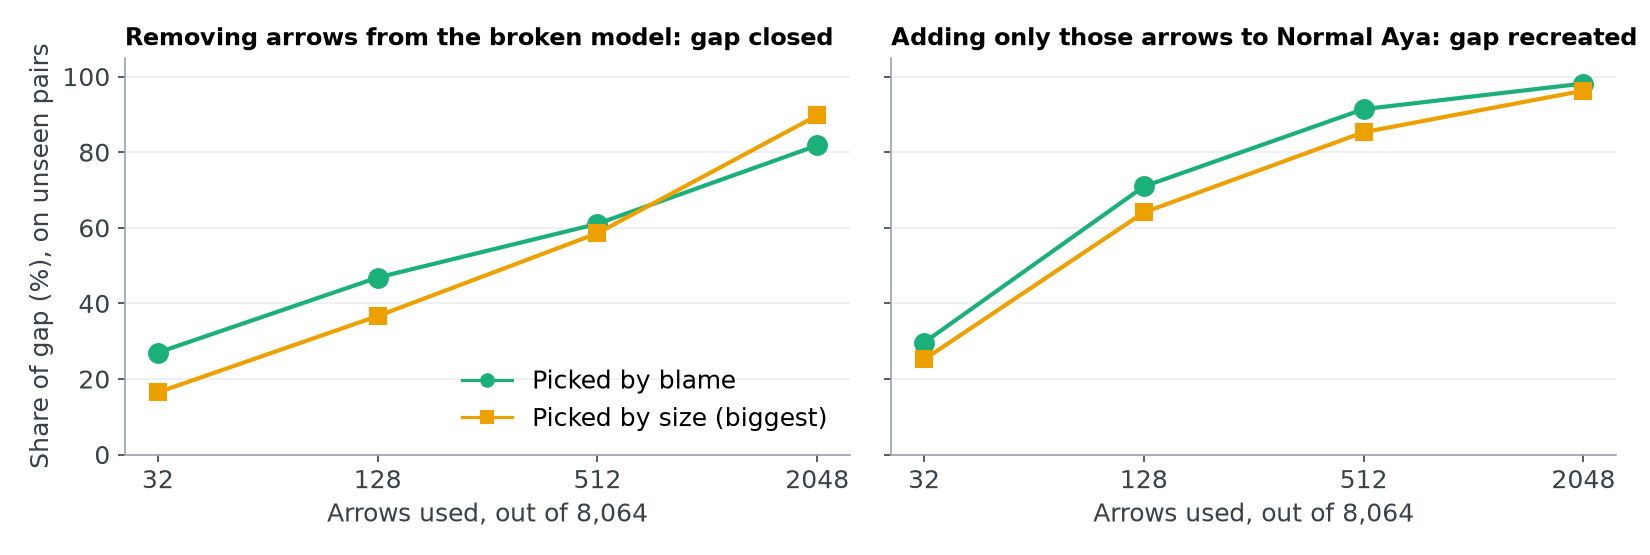 Removing arrows from the broken model: gap closed
Adding only those arrows to Normal Aya: gap recreated
Share of gap (%), on unseen pairs
100
80
60
40
20
0
Picked by blame
Picked by size (biggest)
32
128
512
2048
32
128
512
2048
Arrows used, out of 8,064
Arrows used, out of 8,064